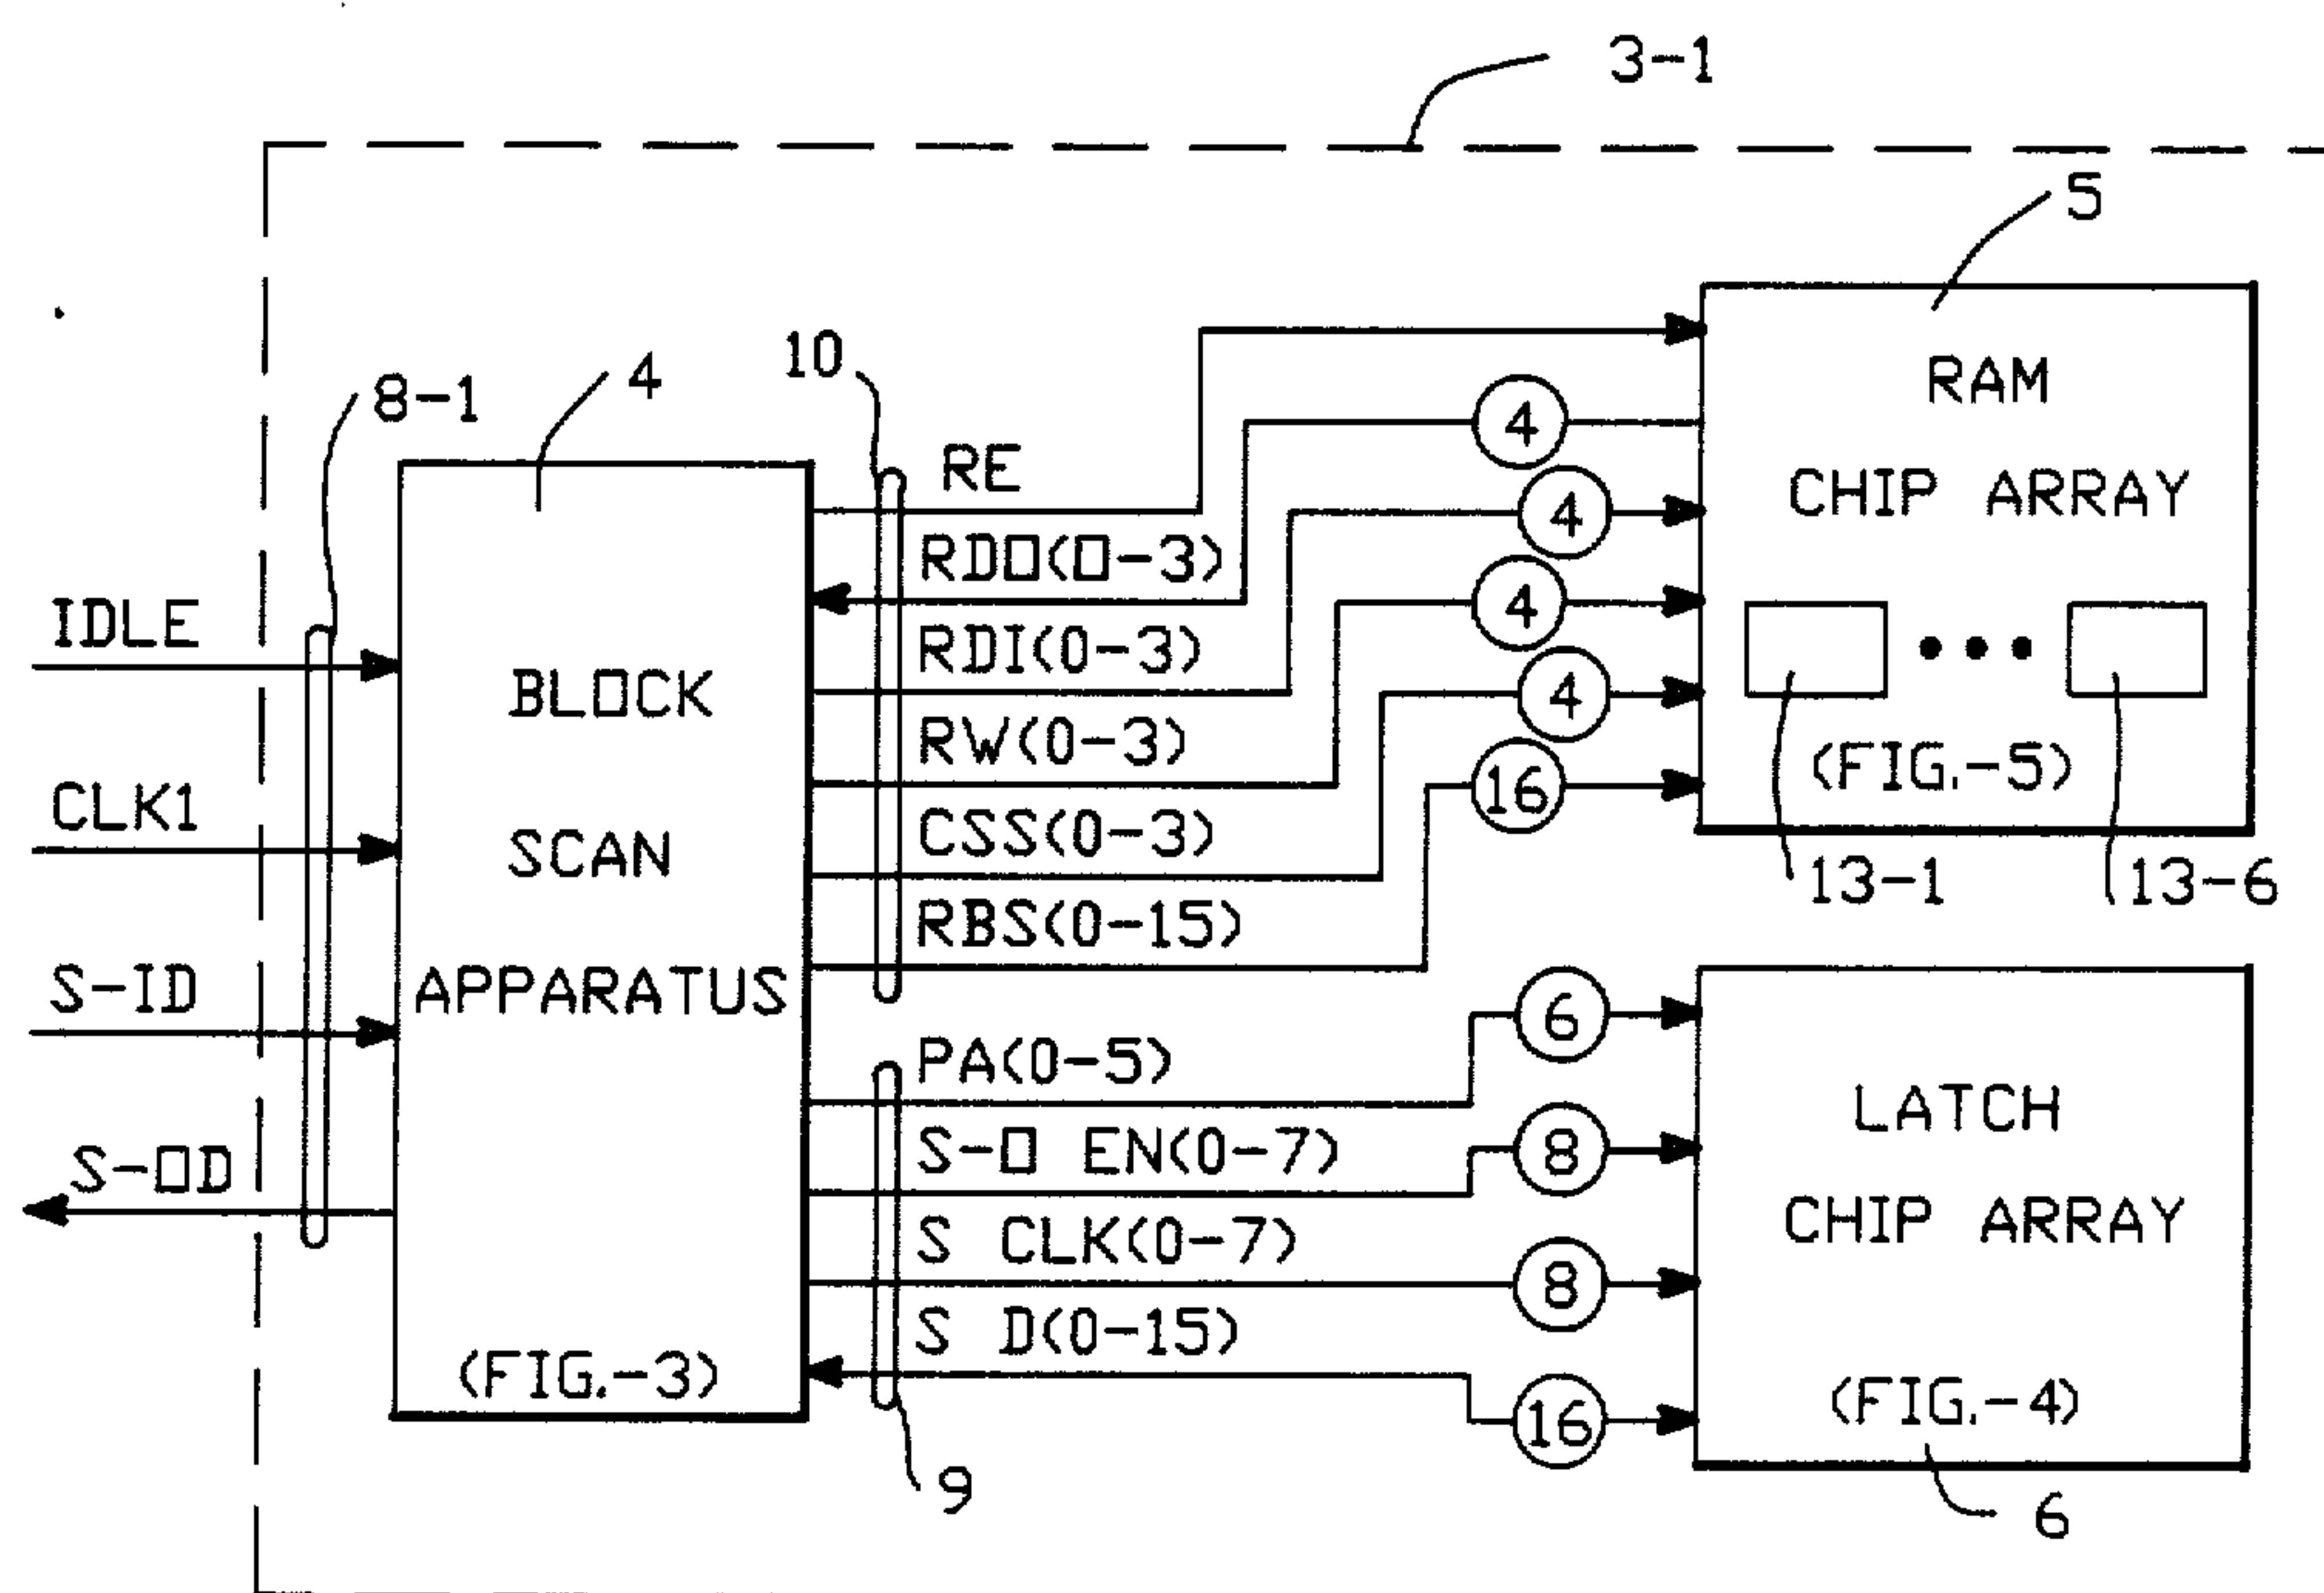 3-1
5
10
8-1
4
RE
RAM
CHIP ARRAY
4
4
4
4
16
RDO(0-3)
RDI(0-3)
RW(0-3)
CSS(0-3)
RBS(0-15)
(FIG.-5)
13-1
13-6
IDLE
CLK1
S-ID
S-OD
BLOCK
SCAN
APPARATUS
(FIG.-3)
PA(0-5)
S-O EN(0-7)
S CLK(0-7)
S D(0-15)
6
8
8
16
LATCH
CHIP ARRAY
(FIG.-4)
9
6